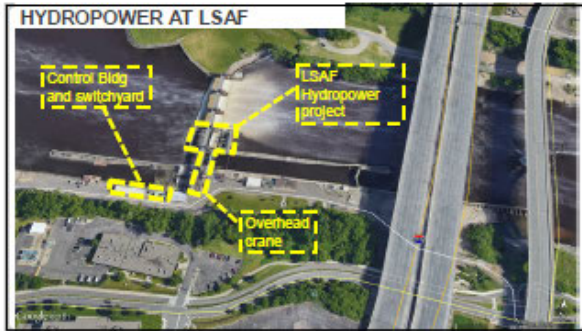 HYDROPOWER AT LSAF
Control Bldg
and switchyard
LSAF
Hydropower
project
Overhead
crane